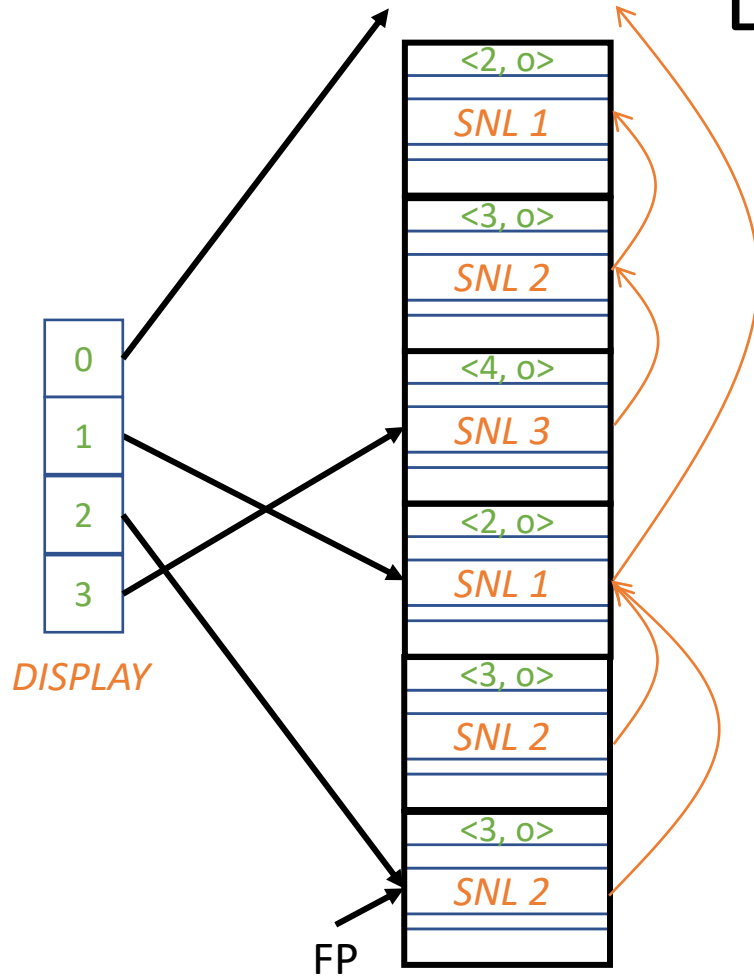 <2, o>
SNL 1
<3, o>
SNL 2
<4, o>
SNL 3
<2, o>
SNL 1
<3, o>
SNL 2
<3, o>
SNL 2
0
1
2
3
DISPLAY
FP